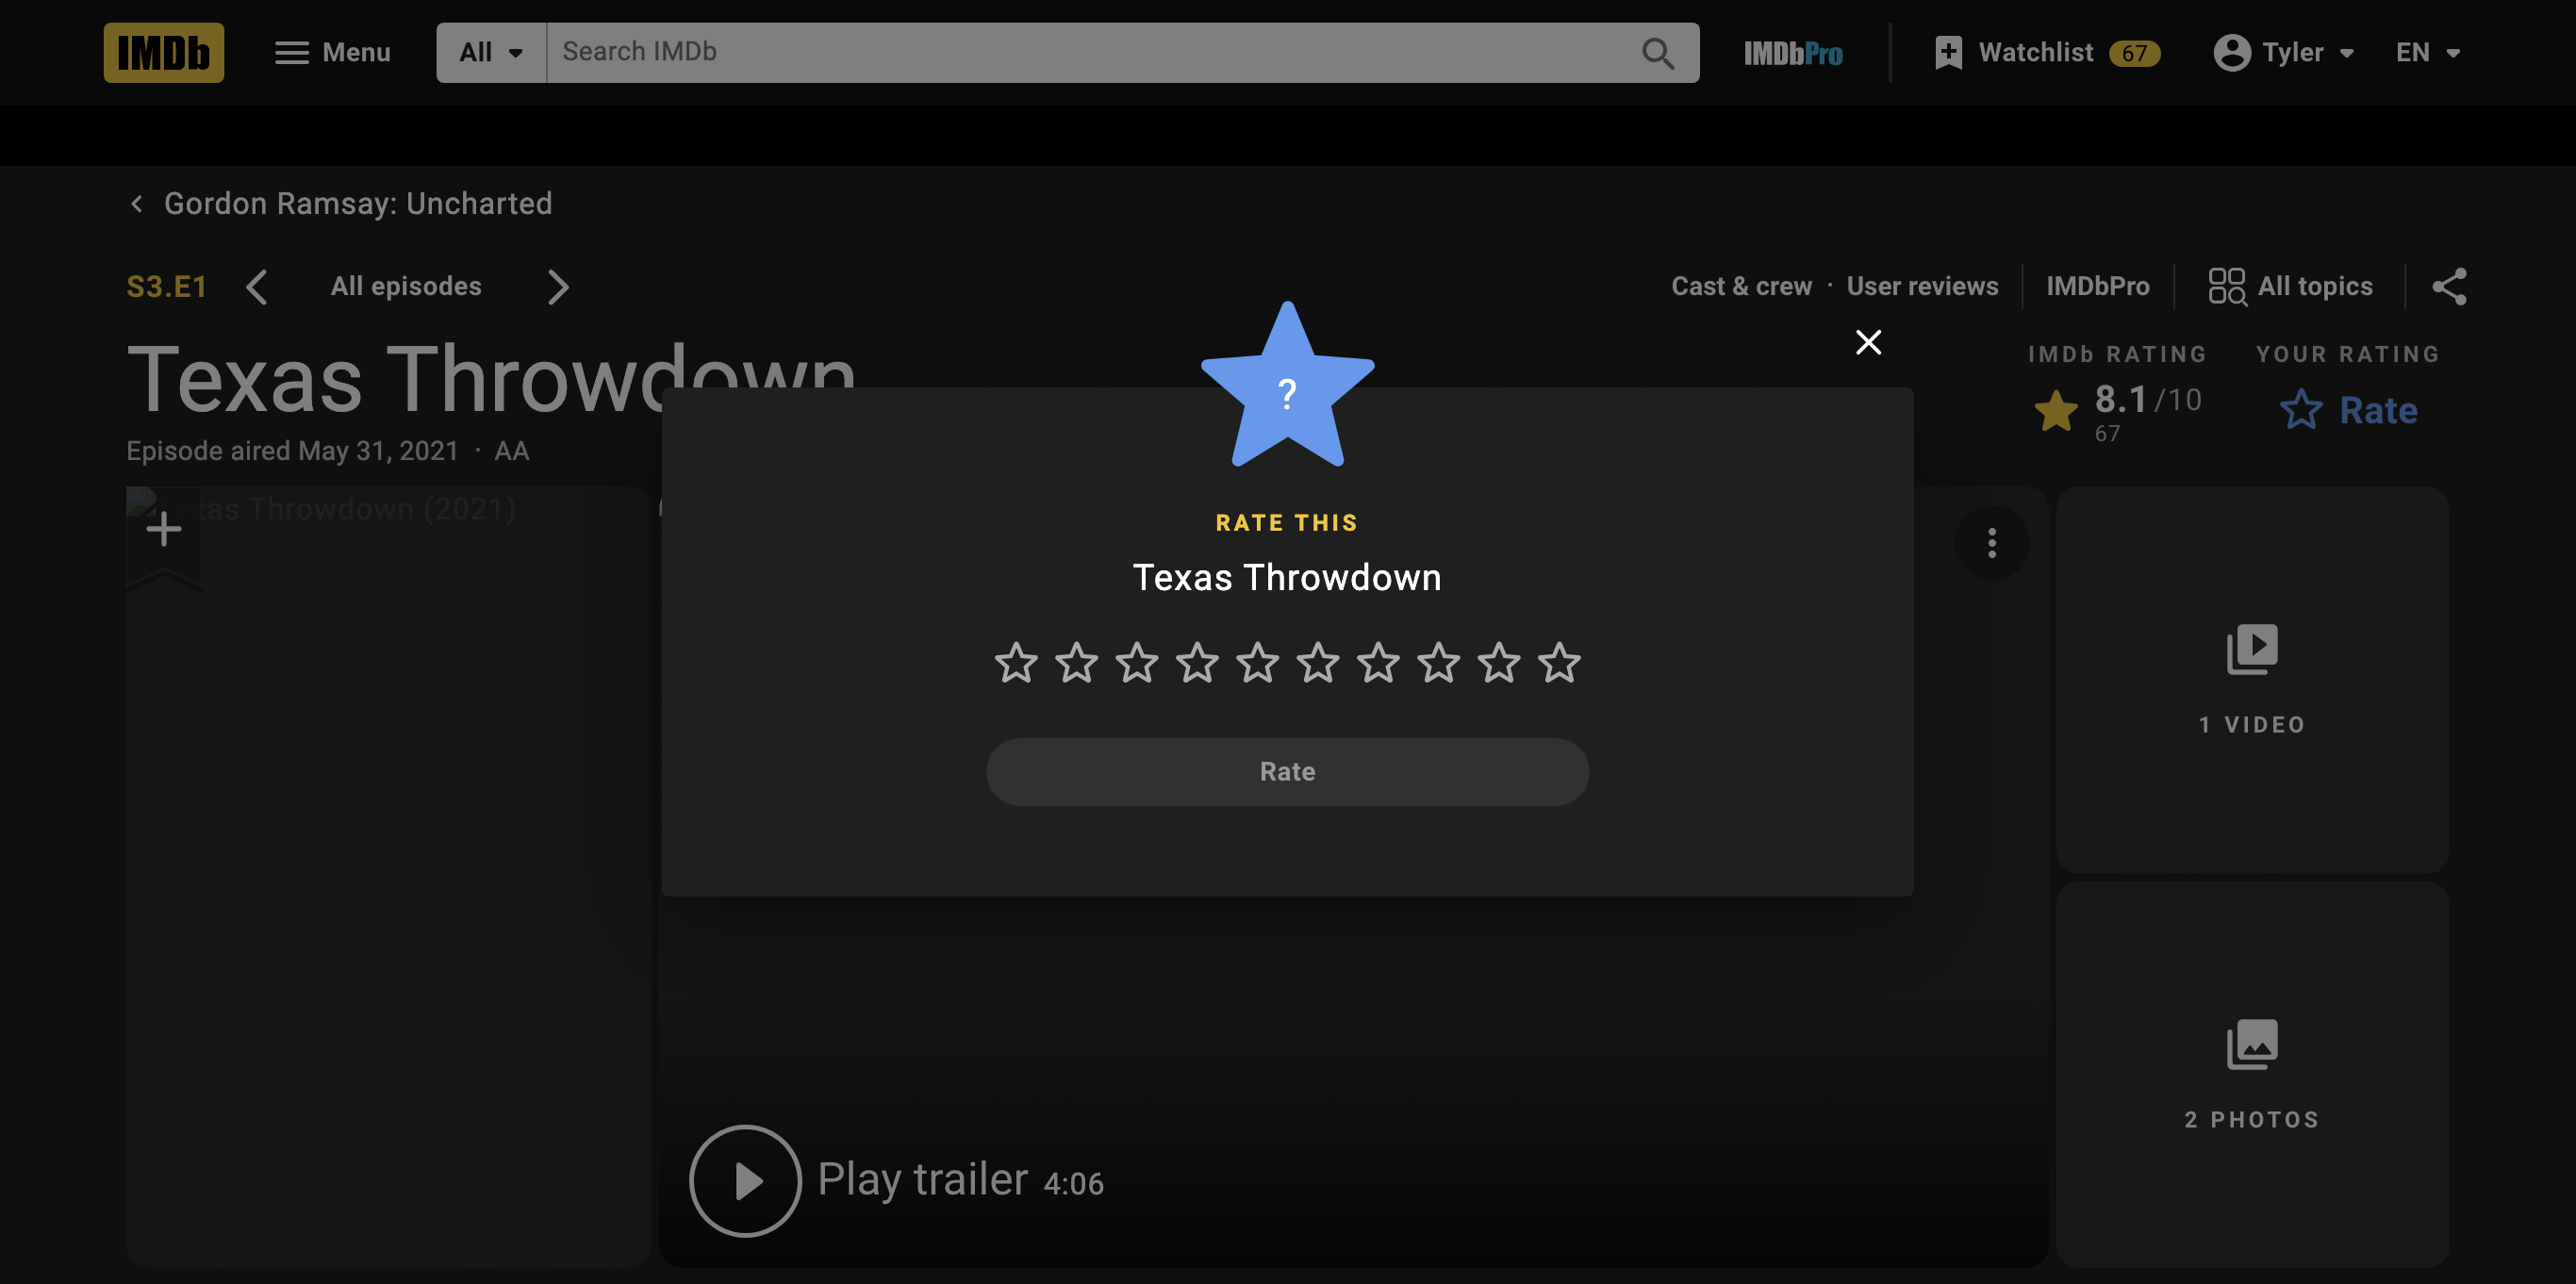 IMDb Menu All Search IMDb IMDbPro Watchlist 67 Tyler EN
Gordon Ramsay: Uncharted
S3.E1 All episodes Cast & crew · User reviews IMDbPro All topics
Texas Throwdown
IMDb RATING YOUR RATING
8.1/10 Rate
67
Episode aired May 31, 2021 · AA
?
xas Throwdown (2021)
RATE THIS
Texas Throwdown
Rate
1 VIDEO
2 PHOTOS
Play trailer 4:06